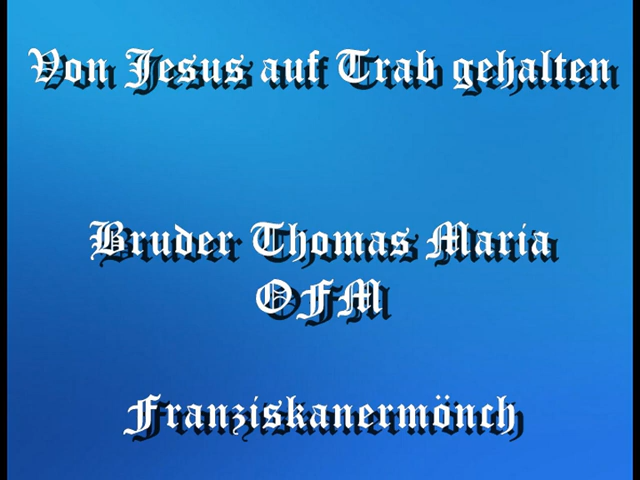 Von Jesus auf Trab gehalten
Bruder Thomas Maria
OFM
Franziskanermönch